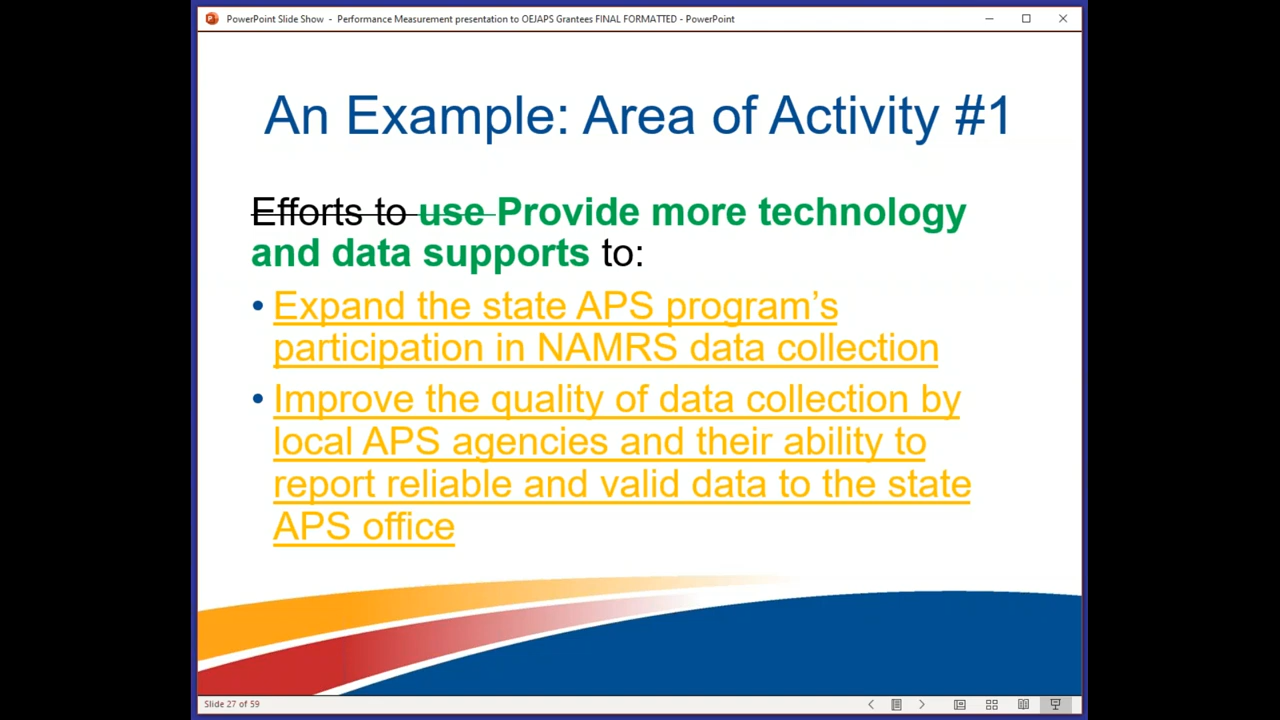 PowerPoint Slide Show - Performance Measurement presentation to OEJAPS Grantees FINAL FORMATTED - PowerPoint
An Example: Area of Activity #1
Efforts to use Provide more technology
and data supports to:
• Expand the state APS program’s
participation in NAMRS data collection
• Improve the quality of data collection by
local APS agencies and their ability to
report reliable and valid data to the state
APS office
Slide 27 of 59